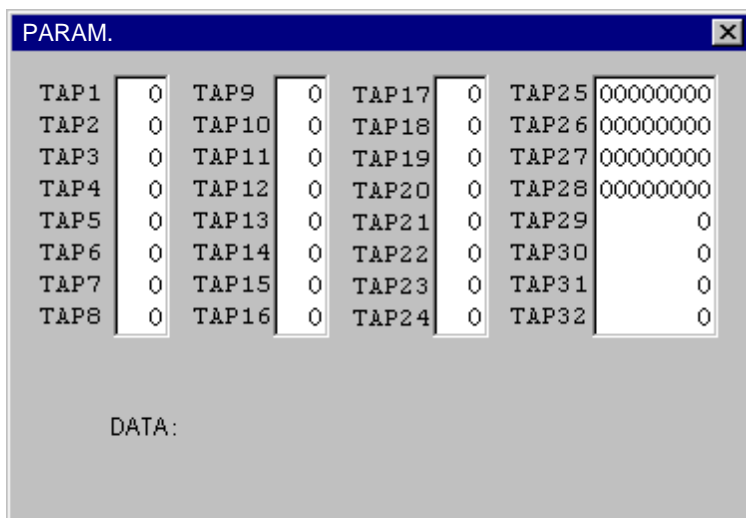 PARAM.
TAP1 0 TAP9 0 TAP17 0 TAP25 00000000
TAP2 0 TAP10 0 TAP18 0 TAP26 00000000
TAP3 0 TAP11 0 TAP19 0 TAP27 00000000
TAP4 0 TAP12 0 TAP20 0 TAP28 00000000
TAP5 0 TAP13 0 TAP21 0 TAP29 0
TAP6 0 TAP14 0 TAP22 0 TAP30 0
TAP7 0 TAP15 0 TAP23 0 TAP31 0
TAP8 0 TAP16 0 TAP24 0 TAP32 0
DATA: